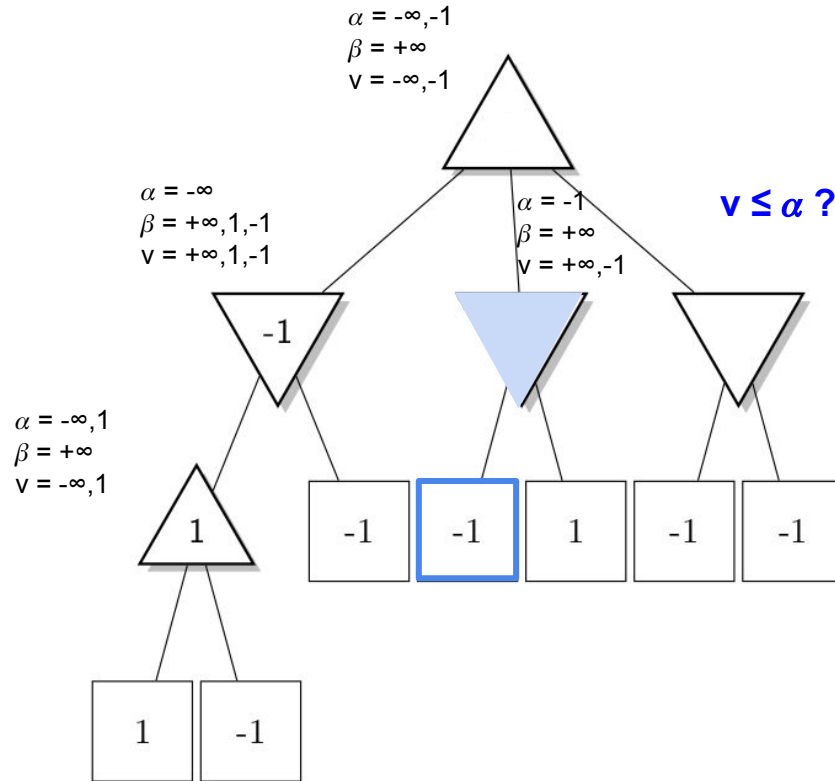 α = -∞,-1
β = +∞
v = -∞,-1
α = -∞
β = +∞,1,-1
v = +∞,1,-1
α = -1
β = +∞
v = +∞,-1
v ≤ α ?
-1
α = -∞,1
β = +∞
v = -∞,1
1
-1
-1
1
-1
-1
1
-1